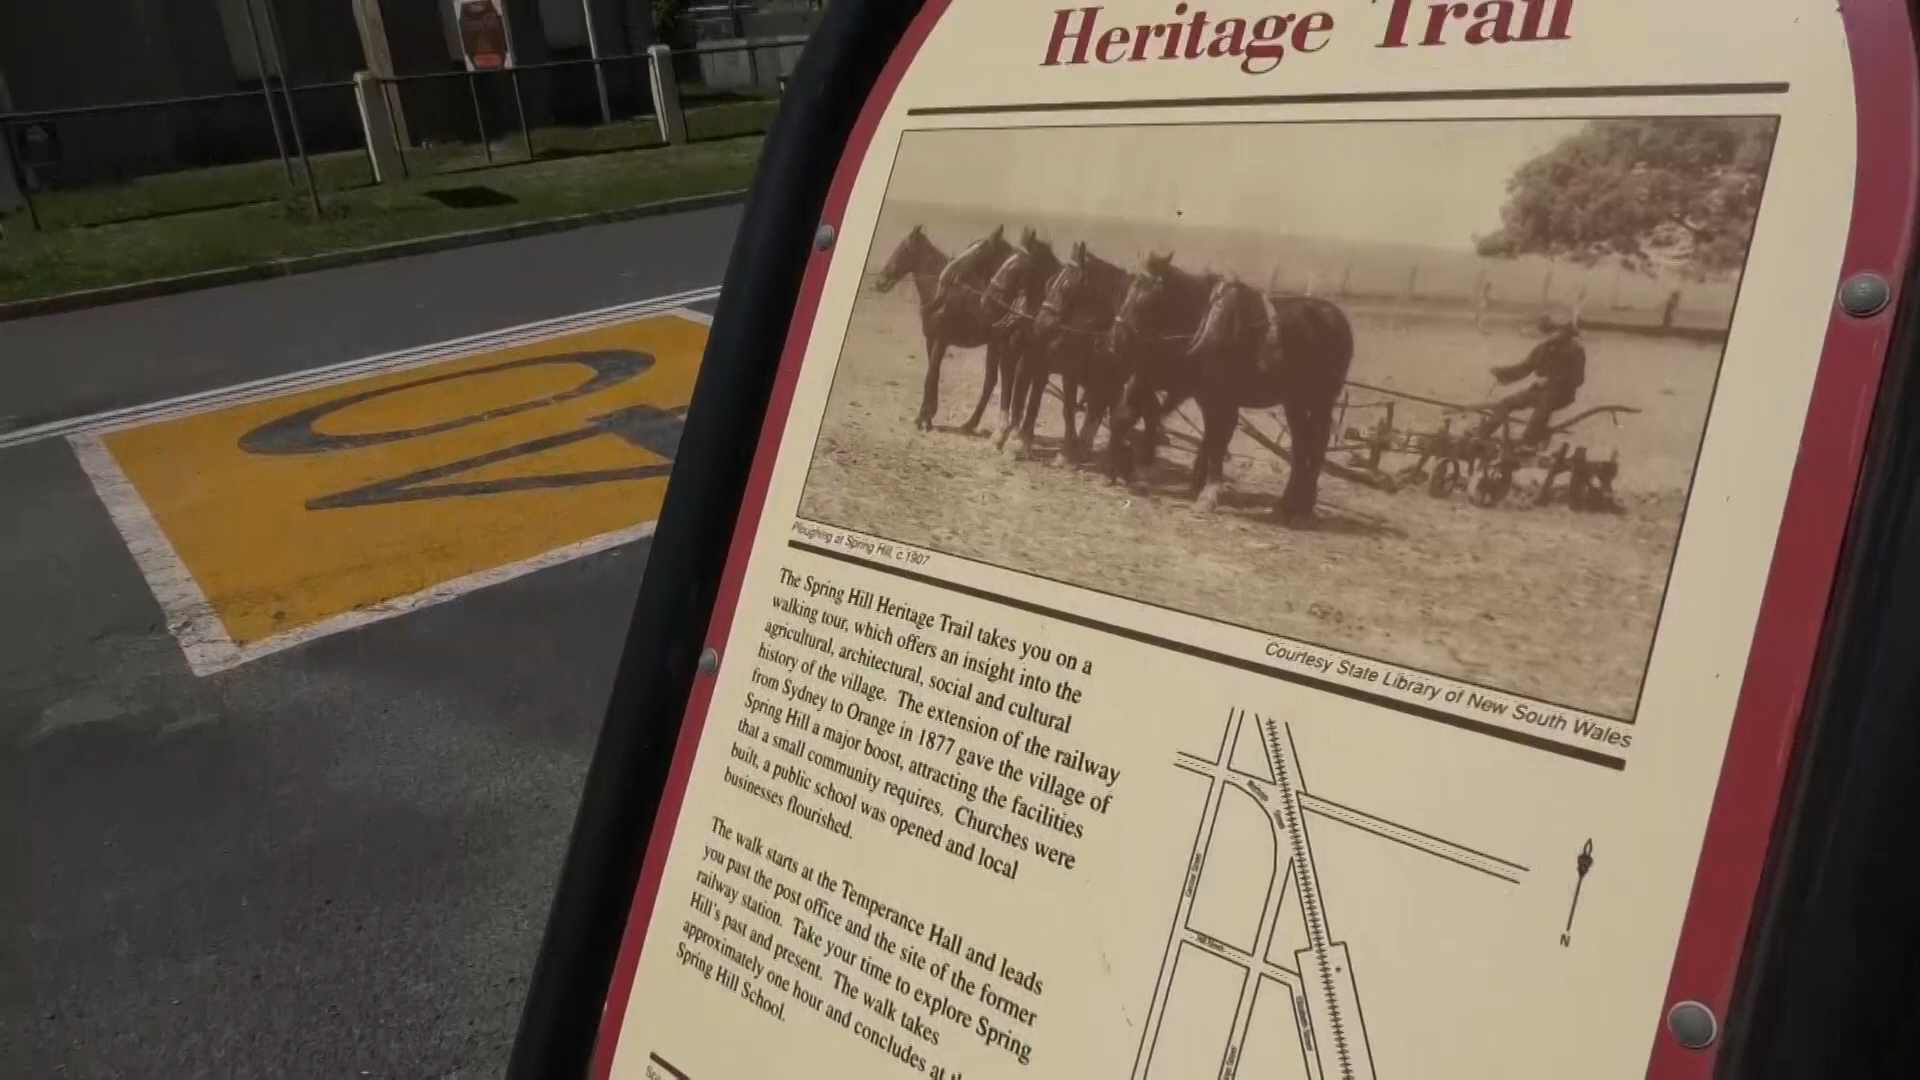 Heritage Trail
Ploughing at Spring Hill, c.1907
Courtesy State Library of New South Wales
The Spring Hill Heritage Trail takes you on a
walking tour, which offers an insight into the
agricultural, architectural, social and cultural
history of the village. The extension of the railway
from Sydney to Orange in 1877 gave the village of
Spring Hill a major boost, attracting the facilities
that a small community requires. Churches were
built, a public school was opened and local
businesses flourished.
The walk starts at the Temperance Hall and leads
you past the post office and the site of the former
railway station. Take your time to explore Spring
Hill's past and present. The walk takes
approximately one hour and concludes at
Spring Hill School.
N
40